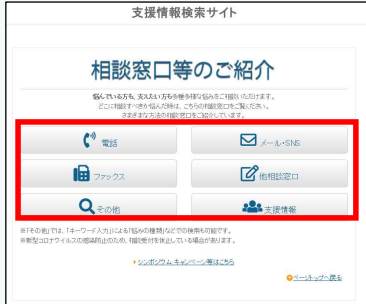 支援情報検索サイト
相談窓口等のご紹介
悩んでいる方も、支えたい方も多種多様な悩みをご相談いただけます。
どこに相談すべきか悩んだ時は、こちらの相談窓口をご覧ください。
さまざまな方法の相談窓口をご紹介しています。
電話
メール・SNS
ファックス
他相談窓口
その他
支援情報
※「その他」では、「キーワード入力」による「悩みの種類」などでの検索も可能です。
※新型コロナウイルスの感染防止のため、相談受付を休止している場合があります。
シンポジウム キャンペーン等はこちら
ページトップへ戻る